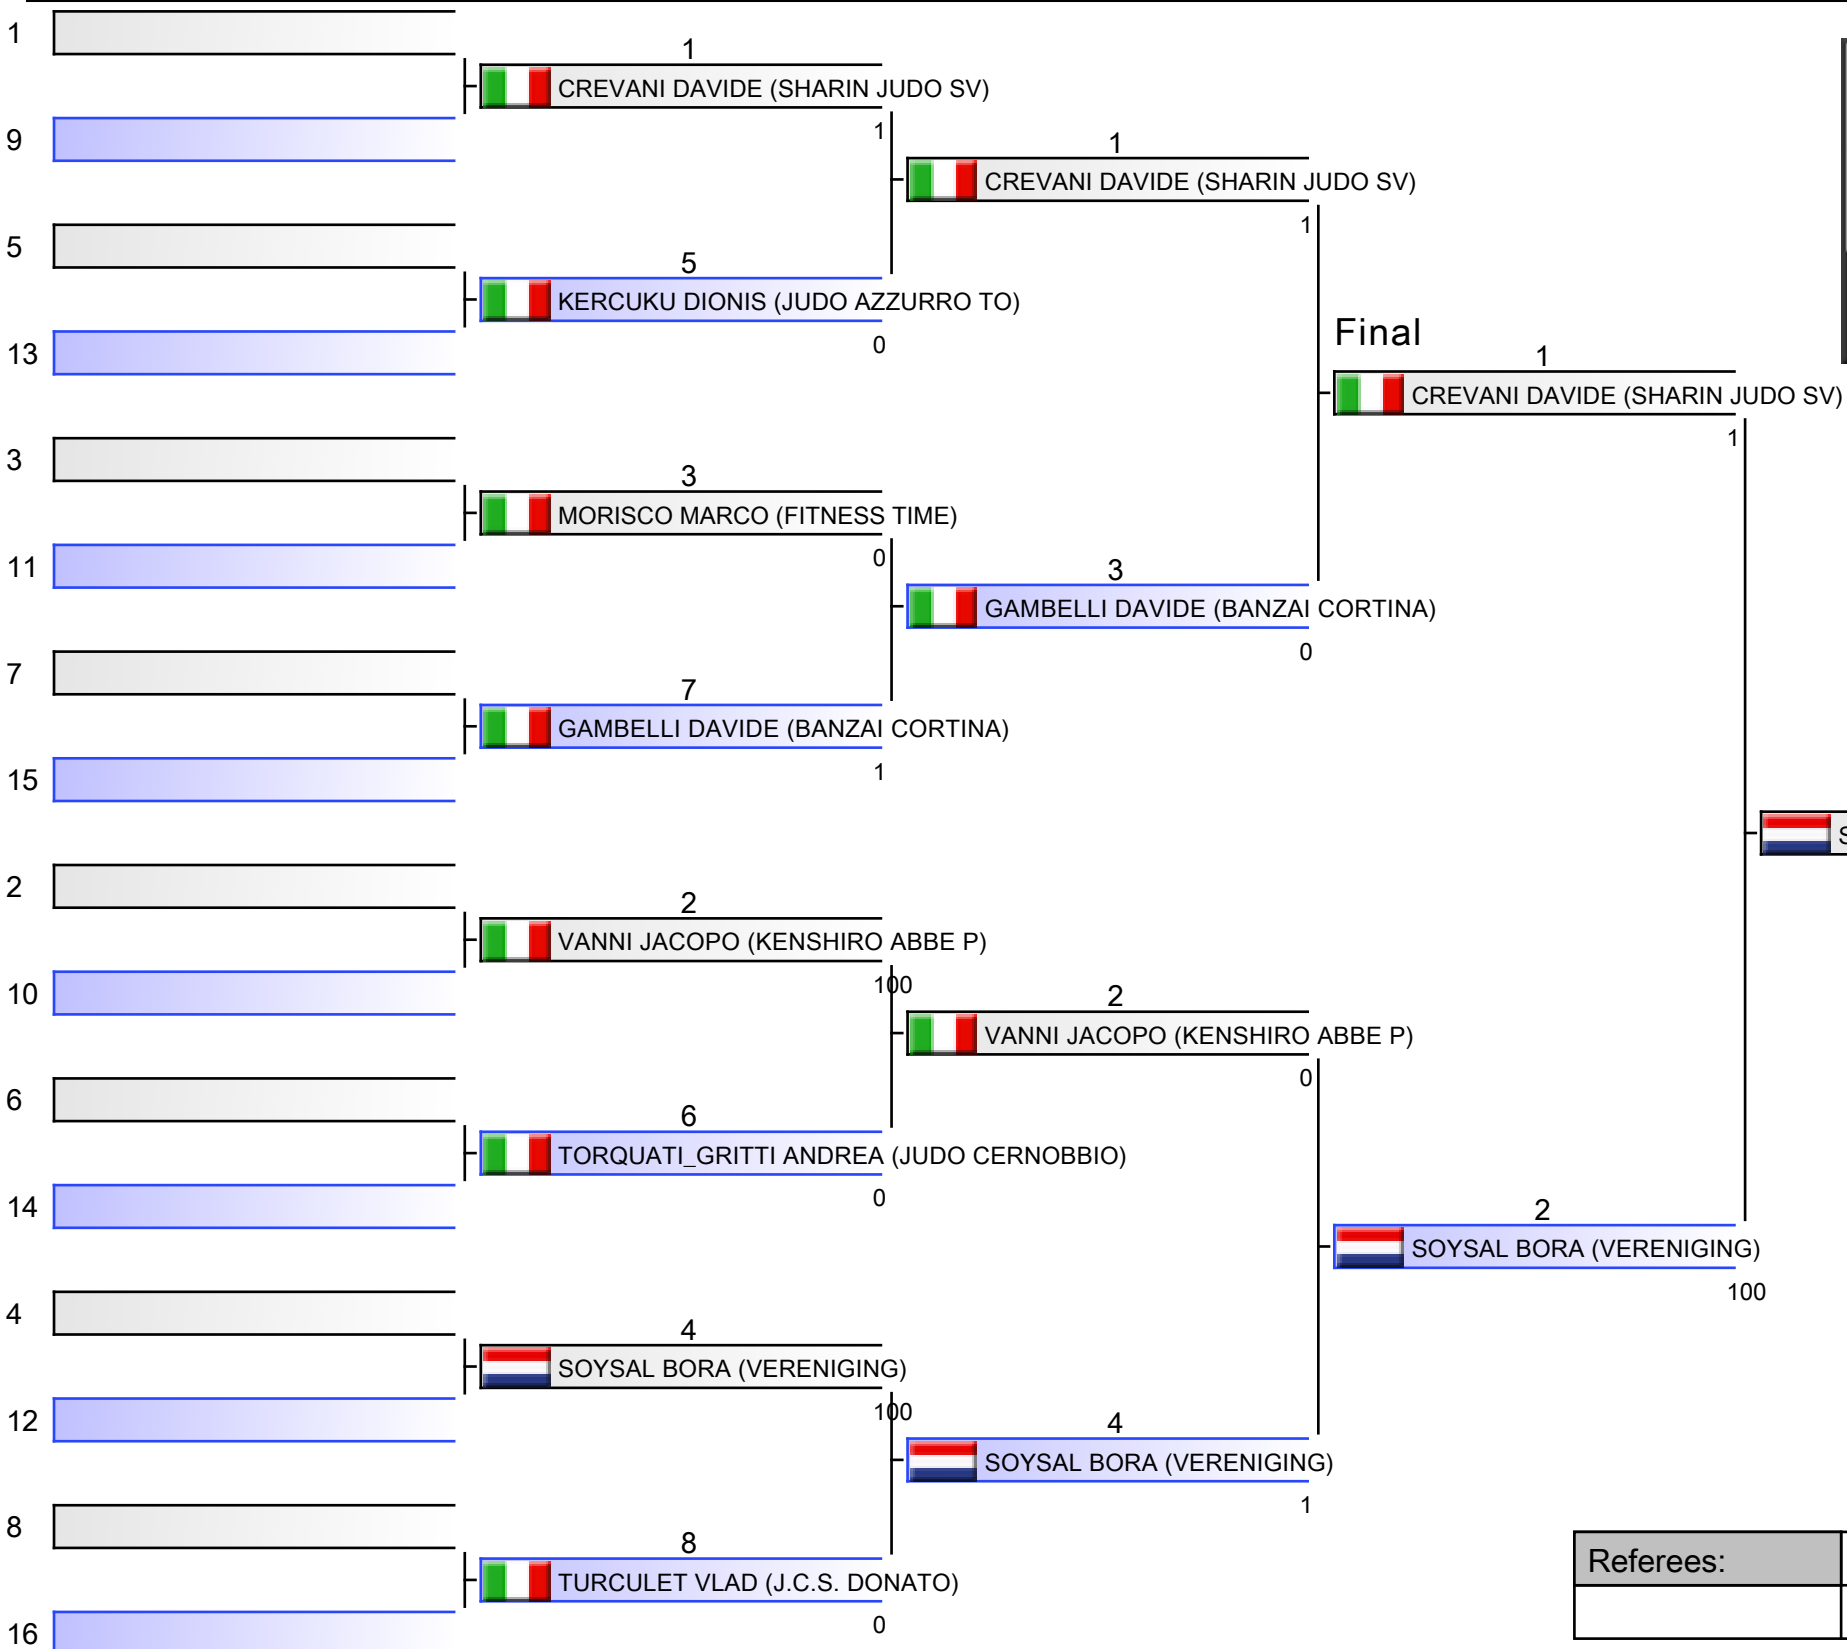 1
9
5
13
3
11
7
15
2
10
6
14
4
12
8
16
1
CREVANI DAVIDE (SHARIN JUDO SV)
1
5
KERCUKU DIONIS (JUDO AZZURRO TO)
0
3
MORISCO MARCO (FITNESS TIME)
0
7
GAMBELLI DAVIDE (BANZAI CORTINA)
1
2
VANNI JACOPO (KENSHIRO ABBE P)
100
6
TORQUATI_GRITTI ANDREA (JUDO CERNOBBIO)
0
4
SOYSAL BORA (VERENIGING)
100
8
TURCULET VLAD (J.C.S. DONATO)
0
1
CREVANI DAVIDE (SHARIN JUDO SV)
1
3
GAMBELLI DAVIDE (BANZAI CORTINA)
0
2
VANNI JACOPO (KENSHIRO ABBE P)
0
4
SOYSAL BORA (VERENIGING)
1
Final
1
CREVANI DAVIDE (SHARIN JUDO SV)
1
2
SOYSAL BORA (VERENIGING)
100
Referees: